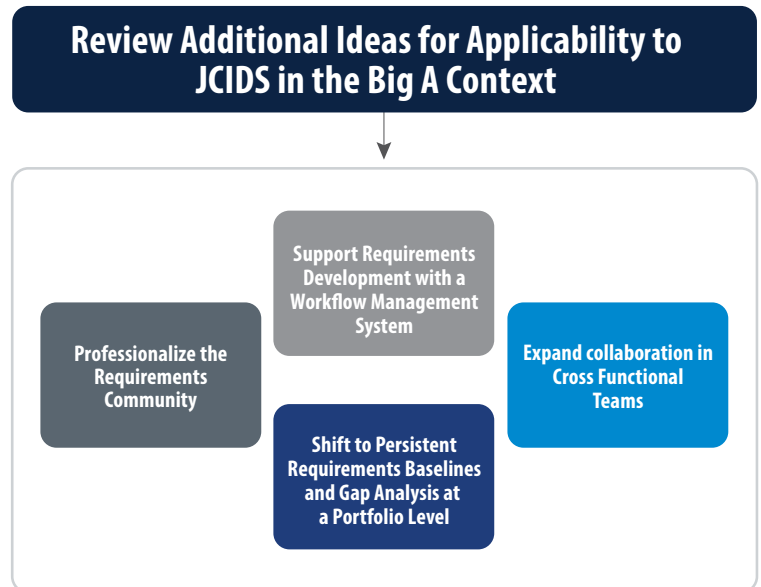 Review Additional Ideas for Applicability to
JCIDS in the Big A Context
Support Requirements
Development with a
Workflow Management
System
Professionalize the
Requirements
Community
Expand collaboration in
Cross Functional
Teams
Shift to Persistent
Requirements Baselines
and Gap Analysis at
a Portfolio Level